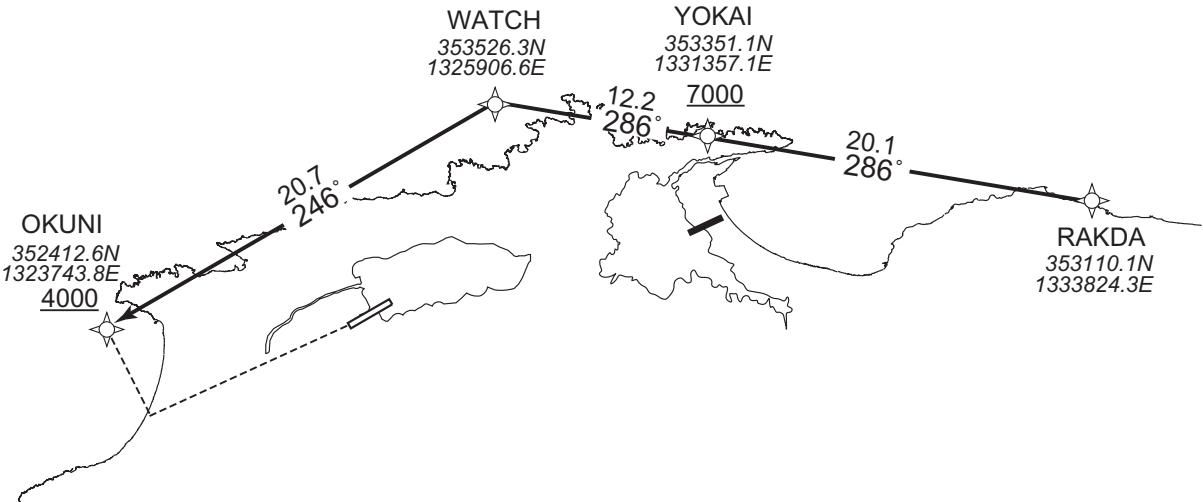 WATCH
353526.3N
1325906.6E
YOKAI
353351.1N
1331357.1E
7000
12.2
286°
20.1
286°
20.7
246°
OKUNI
352412.6N
1323743.8E
4000
RAKDA
353110.1N
1333824.3E